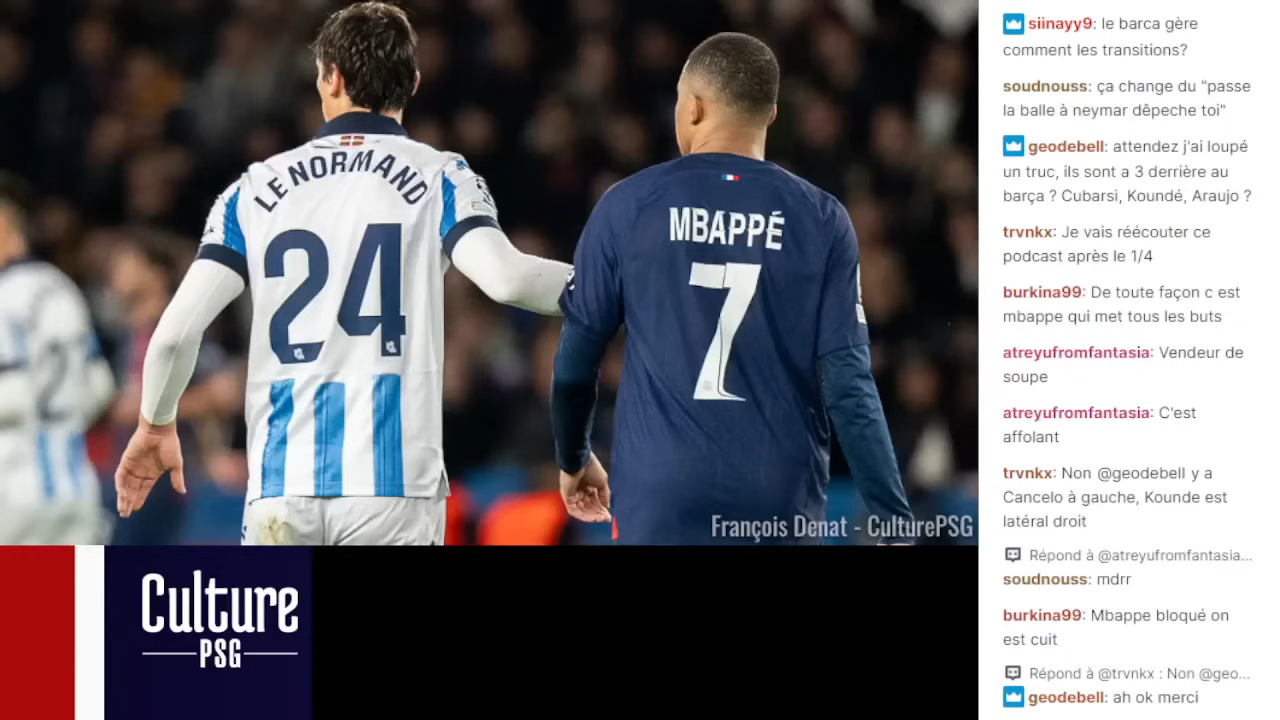 LE NORMAND
24
MBAPPÉ
7
François Denat - CulturePSG
Culture
PSG
siinayy9: le barca gère
comment les transitions?
soudnouss: ça change du "passe
la balle à neymar dêpeche toi"
geodebell: attendez j'ai loupé
un truc, ils sont a 3 derrière au
barça ? Cubarsi, Koundé, Araujo ?
trvnkx: Je vais réécouter ce
podcast après le 1/4
burkina99: De toute façon c est
mbappe qui met tous les buts
atreyufromfantasia: Vendeur de
soupe
atreyufromfantasia: C'est
affolant
trvnkx: Non @geodebell y a
Cancelo à gauche, Kounde est
latéral droit
Répond à @atreyufromfantasia...
soudnouss: mdrr
burkina99: Mbappe bloqué on
est cuit
Répond à @trvnkx : Non @geo...
geodebell: ah ok merci